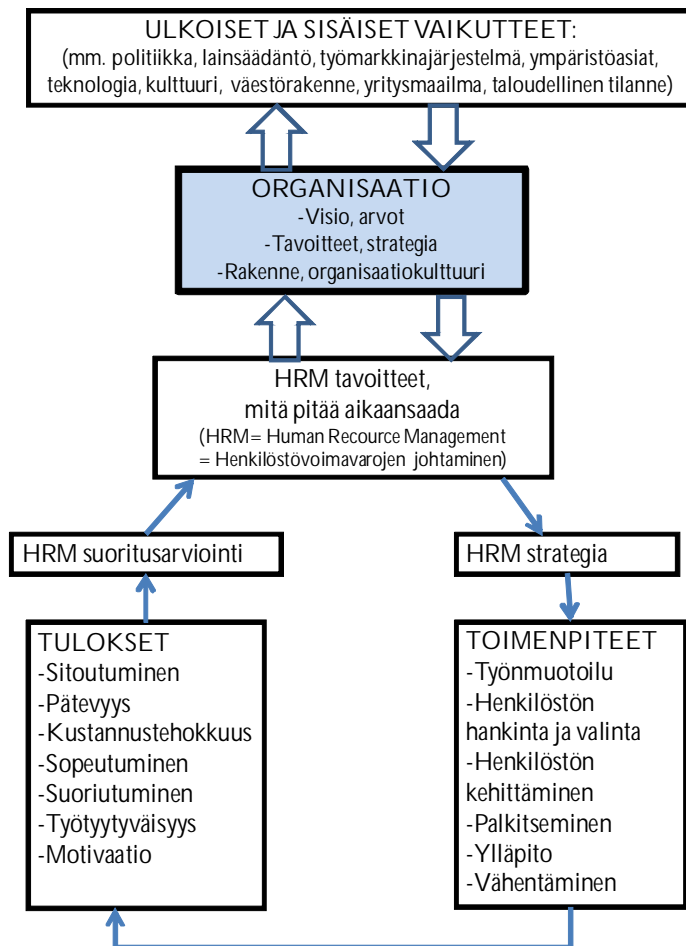 ULKOISET JA SISÄISET VAIKUTTEET:
(mm. politiikka, lainsäädäntö, työmarkkinajärjestelmä, ympäristöasiat,
teknologia, kulttuuri, väestörakenne, yritysmaailma, taloudellinen tilanne)
ORGANISAATIO
-Visio, arvot
-Tavoitteet, strategia
-Rakenne, organisaatiokulttuuri
HRM tavoitteet,
mitä pitää aikaansaada
(HRM= Human Recource Management
= Henkilöstövoimavarojen johtaminen)
HRM suoritusarviointi
HRM strategia
TULOKSET
-Sitoutuminen
-Pätevyys
-Kustannustehokkuus
-Sopeutuminen
-Suoriutuminen
-Työtyytyväisyys
-Motivaatio
TOIMENPITEET
-Työnmuotoilu
-Henkilöstön
hankinta ja valinta
-Henkilöstön
kehittäminen
-Palkitseminen
-Ylläpito
-Vähentäminen